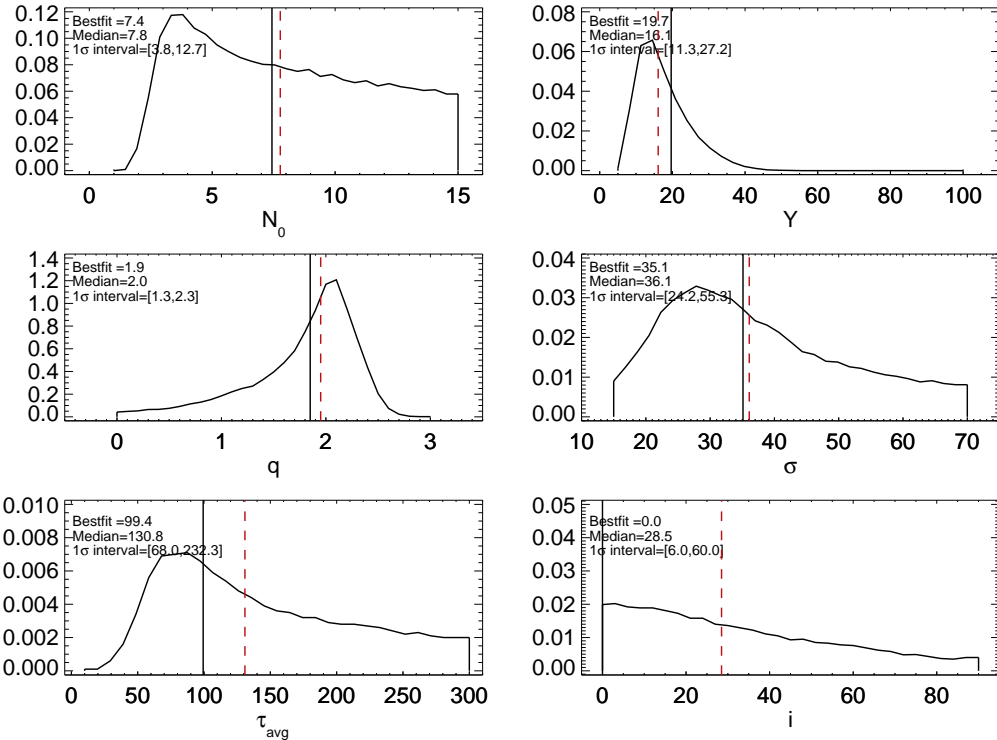 0.12
0.10
0.08
0.06
0.04
0.02
0.00
Bestfit =7.4
Median=7.8
1σ interval=[3.8,12.7]
0 5 10 15
N0
0.08
0.06
0.04
0.02
0.00
Bestfit =19.7
Median=16.1
1σ interval=[11.3,27.2]
0 20 40 60 80 100
Y
1.4
1.2
1.0
0.8
0.6
0.4
0.2
0.0
Bestfit =1.9
Median=2.0
1σ interval=[1.3,2.3]
0 1 2 3
q
0.04
0.03
0.02
0.01
0.00
Bestfit =35.1
Median=36.1
1σ interval=[24.2,55.3]
10 20 30 40 50 60 70
σ
0.010
0.008
0.006
0.004
0.002
0.000
Bestfit =99.4
Median=130.8
1σ interval=[68.0,232.3]
0 50 100 150 200 250 300
τavg
0.05
0.04
0.03
0.02
0.01
0.00
Bestfit =0.0
Median=28.5
1σ interval=[6.0,60.0]
0 20 40 60 80
i